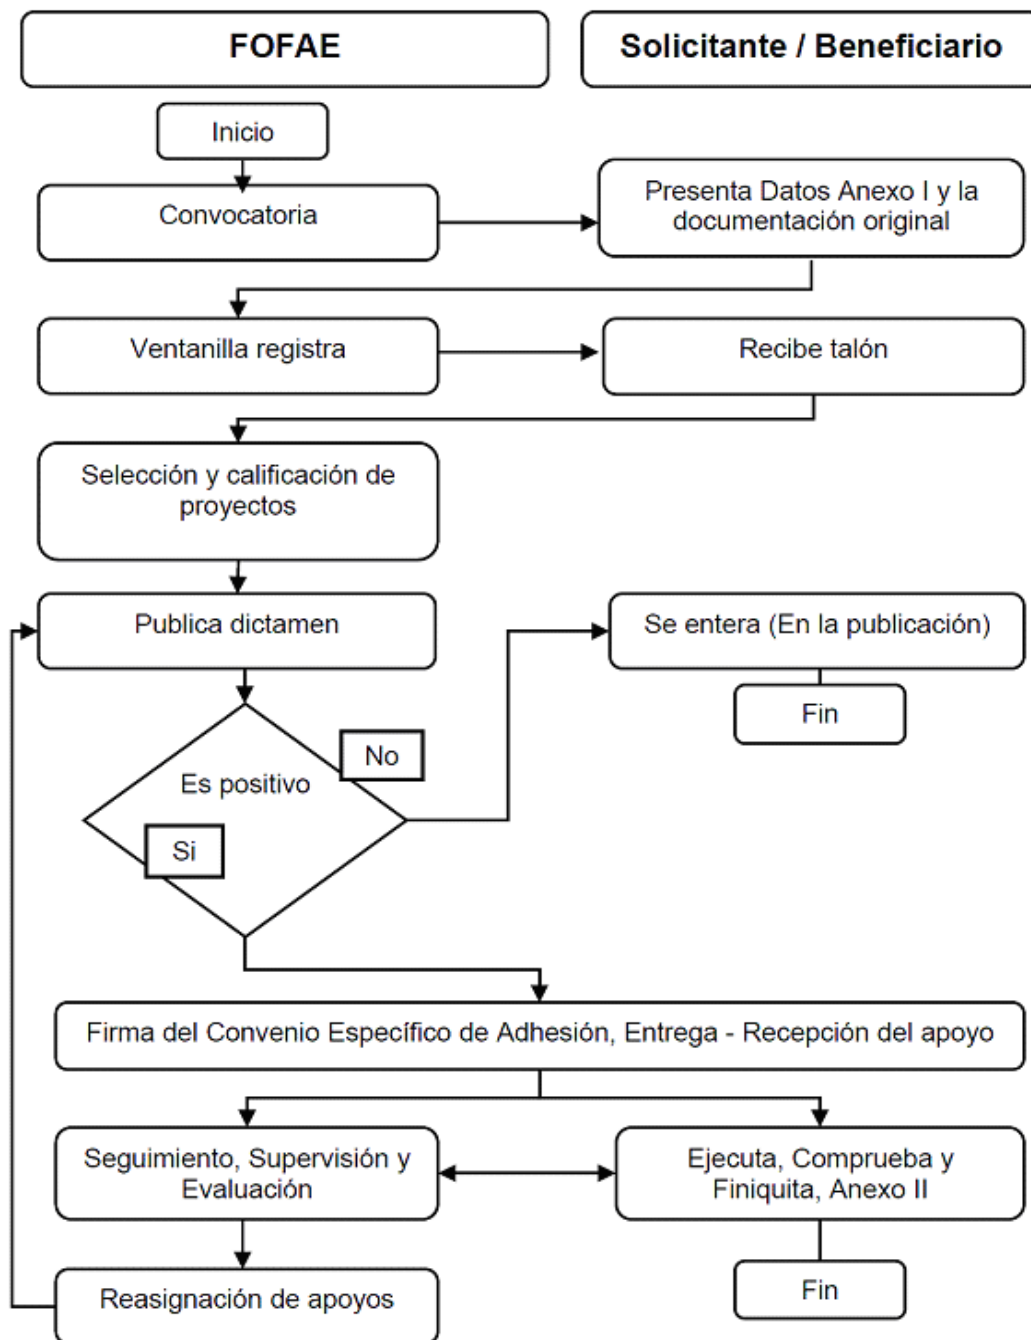 FOFAE
Solicitante / Beneficiario
Inicio
Convocatoria
Presenta Datos Anexo I y la
documentación original
Ventanilla registra
Recibe talón
Selección y calificación de
proyectos
Publica dictamen
Se entera (En la publicación)
Fin
No
Es positivo
Si
Firma del Convenio Específico de Adhesión, Entrega - Recepción del apoyo
Seguimiento, Supervisión y
Evaluación
Ejecuta, Comprueba y
Finiquita, Anexo II
Reasignación de apoyos
Fin